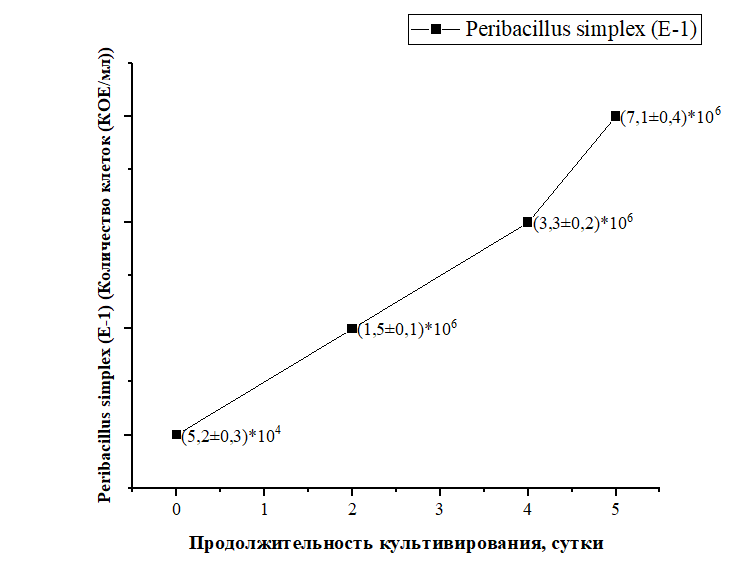 Peribacillus simplex (E-1)
Peribacillus simplex (E-1) (Количество клеток (КОЕ/мл))
(7,1±0,4)*10⁶
(3,3±0,2)*10⁶
(1,5±0,1)*10⁶
(5,2±0,3)*10⁴
0 1 2 3 4 5
Продолжительность культивирования, сутки